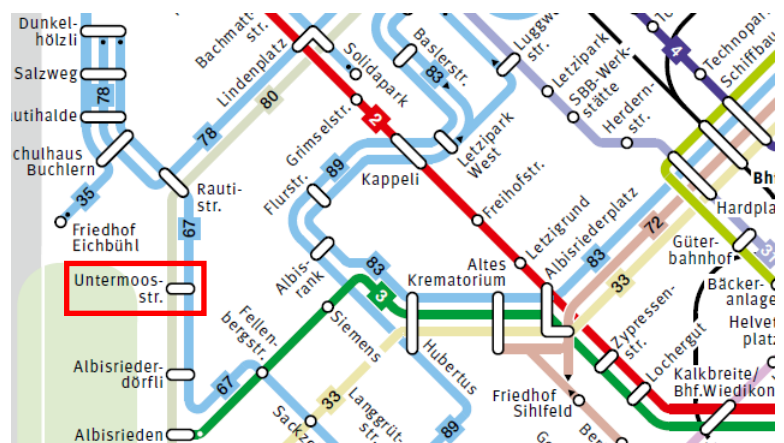 Dunkel-
hölzli
Salzweg
autihalde
chulhaus
Buchlern
78
35
Friedhof
Eichbühl
Untermoos-
str.
Albisrieder-
dörfli
Albisrieden
Rauti-
str.
67
67
Bachmatt
str.
Lindenplatz
78
80
Solidapark
Grimselstr.
2
Kappeli
89
Flurstr.
Albis-
rank
83
3
Siemens
Fellen-
bergstr.
33
Langgrüt-
str.
Hubertus
89
Baslerstr.
83
Luggw
str.
Letzipark
West
Letzipark
SBB-Werk-
stätte
Herdern-
str.
Freihofstr.
Letzigrund
Albisriederplatz
Altes
Krematorium
Friedhof
Sihlfeld
Zypressen-
str.
Lochergut
Kalkbreite/
Bhf.Wiedikon
83
72
33
4
Technopark
Schiffbau
Hardpla
Güter-
bahnhof
Bäcker-
anlage
Helvet
platz
31